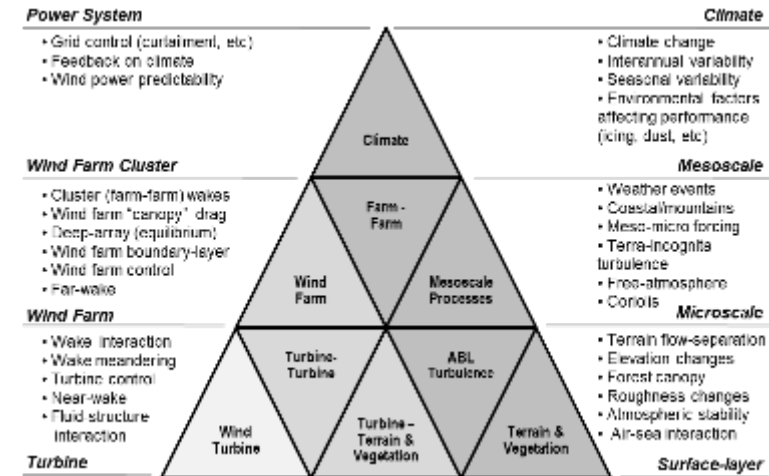 Power System
• Grid control (curtailment, etc)
• Feedback on climate
• Wind power predictability
Climate
• Climate change
• Interannual variability
• Seasonal variability
• Environmental factors
affecting performance
(icing, dust, etc)
Climate
Wind Farm Cluster
• Cluster (farm-farm) wakes
• Wind farm "canopy" drag
• Deep-array (equilibrium)
• Wind farm boundary-layer
• Wind farm control
• Far-wake
Farm -
Farm
Wind
Farm
Mesoscale
Processes
Mesoscale
• Weather events
• Coastal/mountains
• Meso-micro forcing
• Terra-incognita
turbulence
• Free-atmosphere
• Coriolis
Wind Farm
• Wake interaction
• Wake meandering
• Turbine control
• Near-wake
• Fluid structure
interaction
Turbine-
Turbine
ABL
Turbulence
Wind
Turbine
Turbine –
Terrain &
Vegetation
Terrain &
Vegetation
Microscale
• Terrain flow-separation
• Elevation changes
• Forest canopy
• Roughness changes
• Atmospheric stability
• Air-sea interaction
Turbine
Surface-layer